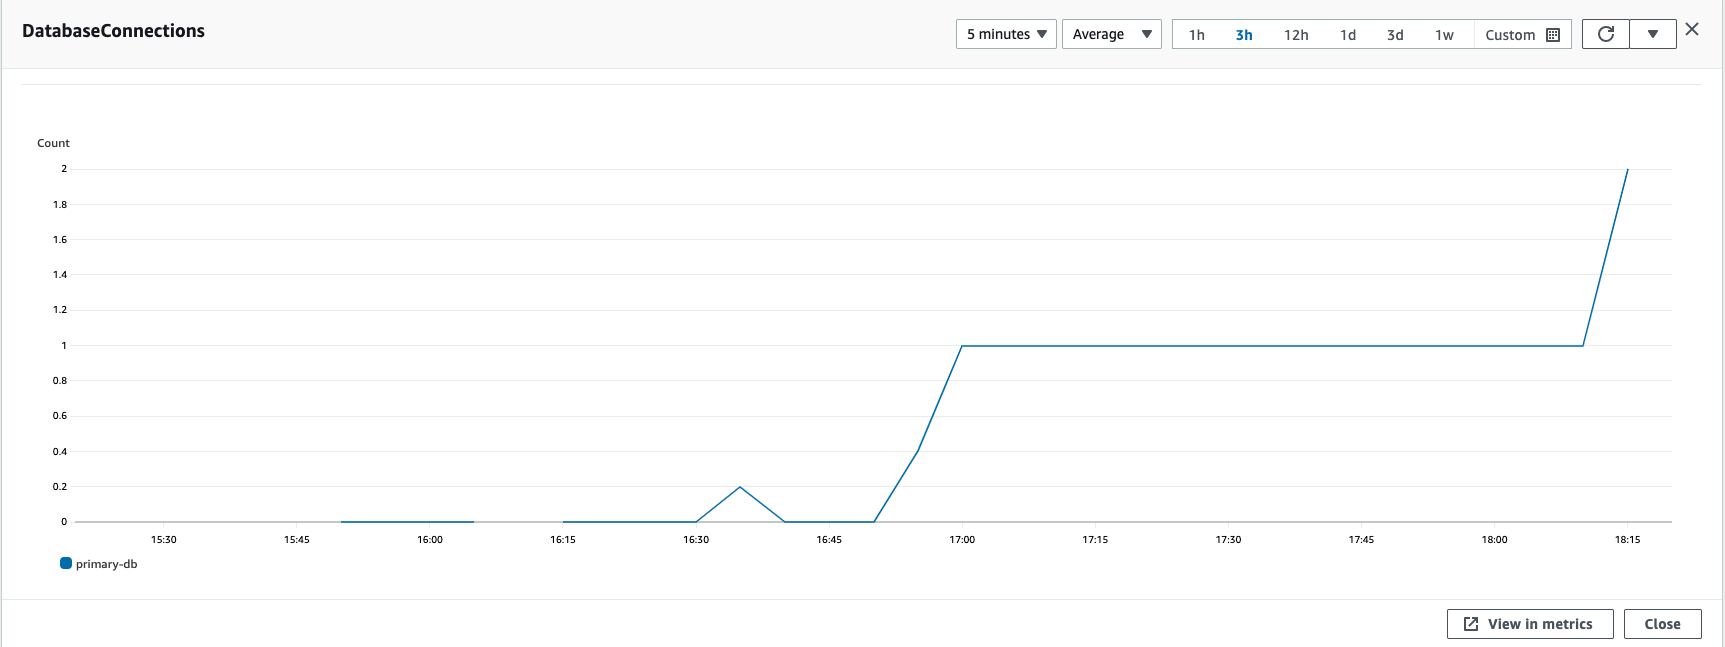 DatabaseConnections
5 minutes Average 1h 3h 12h 1d 3d 1w Custom
Count
2
1.8
1.6
1.4
1.2
1
0.8
0.6
0.4
0.2
0
15:30 15:45 16:00 16:15 16:30 16:45 17:00 17:15 17:30 17:45 18:00 18:15
primary-db
View in metrics Close